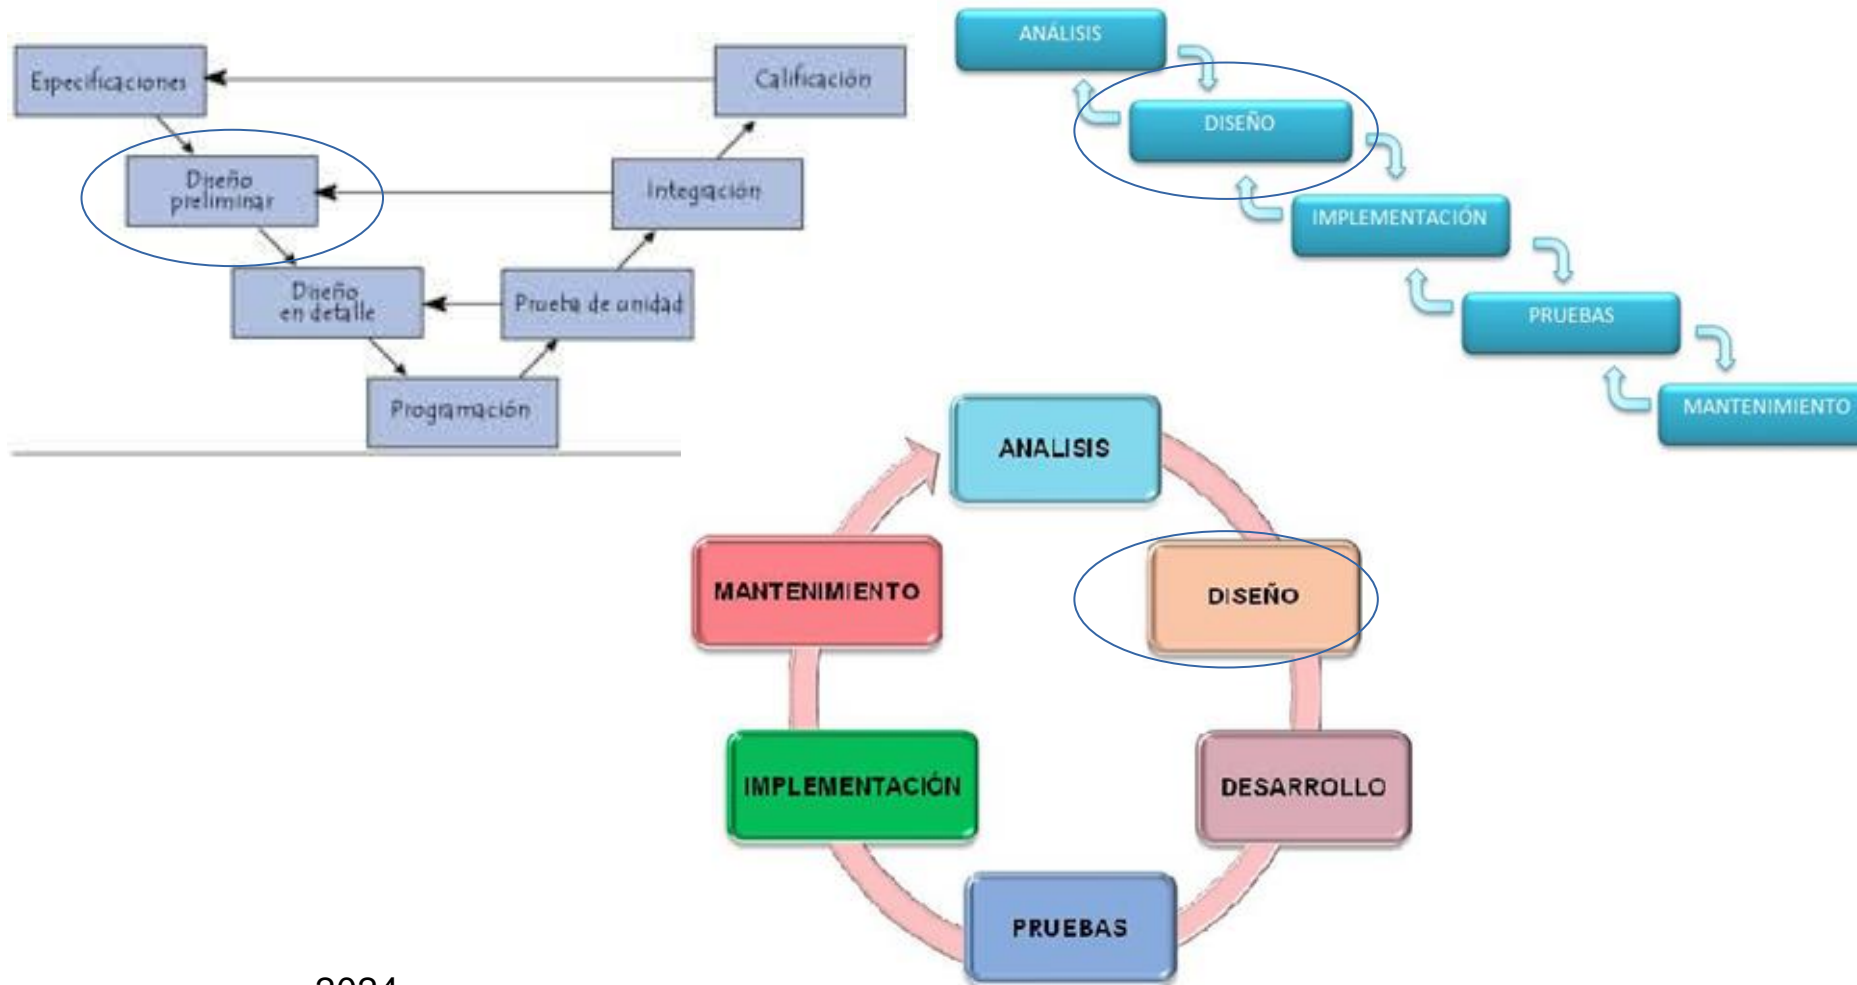 Especificaciones
Calificación
Diseño
preliminar
Integración
Diseño
en detalle
Prueba de unidad
Programación
ANÁLISIS
DISEÑO
IMPLEMENTACIÓN
PRUEBAS
MANTENIMIENTO
ANALISIS
DISEÑO
DESARROLLO
PRUEBAS
IMPLEMENTACIÓN
MANTENIMIENTO
2024